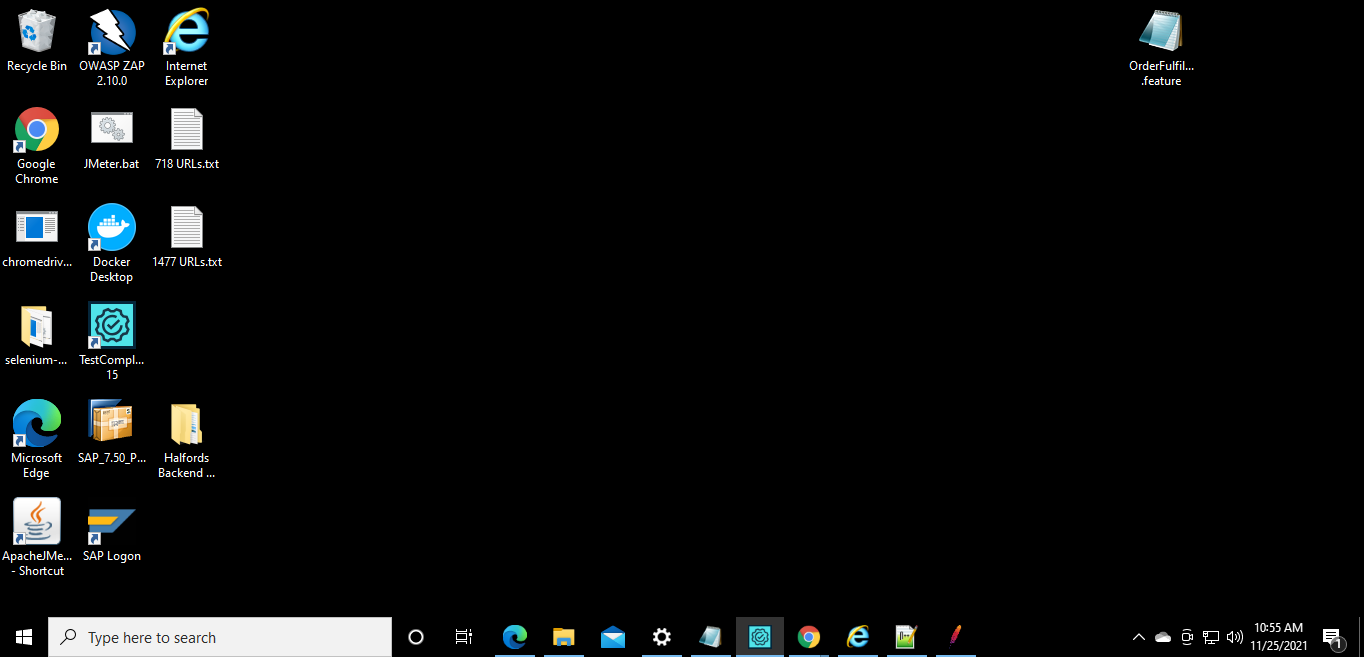 Recycle Bin
OWASP ZAP
2.10.0
Internet
Explorer
OrderFulfil...
.feature
Google
Chrome
JMeter.bat
718 URLs.txt
chromedriv...
Docker
Desktop
1477 URLs.txt
selenium-...
TestCompl...
15
Microsoft
Edge
SAP_7.50_P...
Halfords
Backend ...
ApacheJMe...
- Shortcut
SAP Logon
Type here to search
10:55 AM
11/25/2021
1